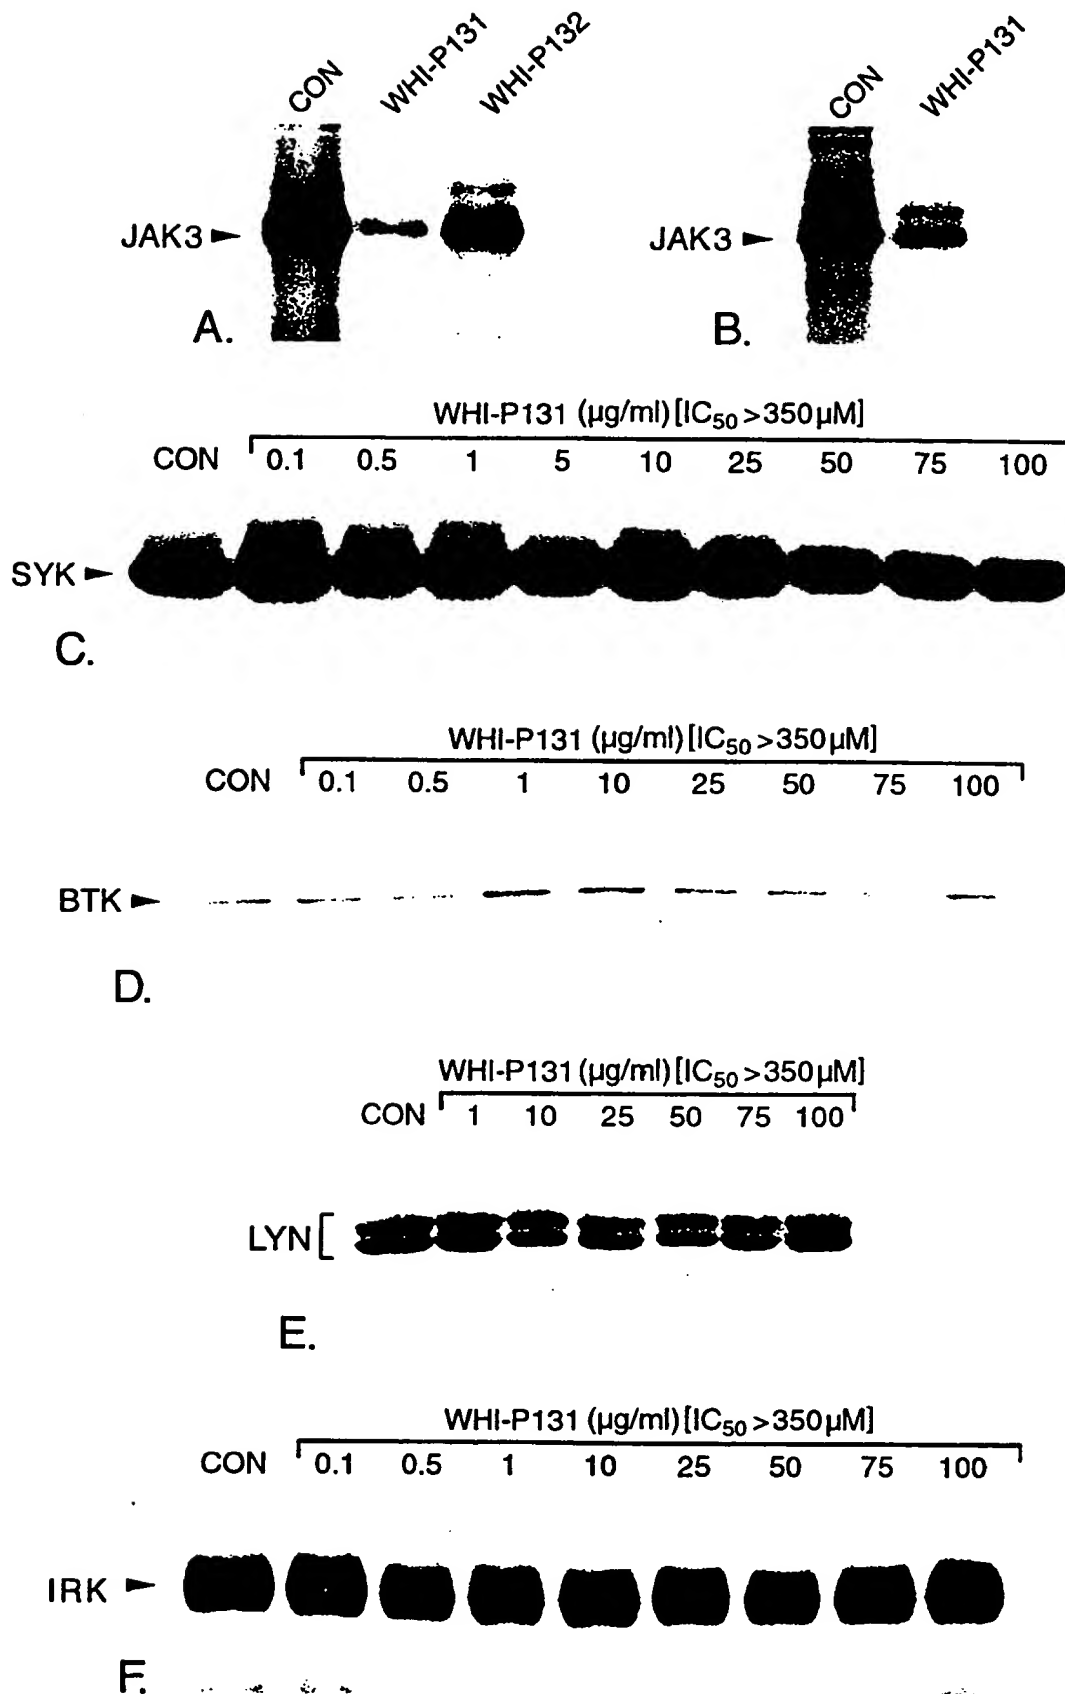 CON WHI-P131 WHI-P132
JAK3
A.
CON WHI-P131
JAK3
B.
WHI-P131 (µg/ml) [IC50 >350µM]
CON 0.1 0.5 1 5 10 25 50 75 100
SYK
C.
WHI-P131 (µg/ml) [IC50 >350µM]
CON 0.1 0.5 1 10 25 50 75 100
BTK
D.
WHI-P131 (µg/ml) [IC50 >350µM]
CON 1 10 25 50 75 100
LYN
E.
WHI-P131 (µg/ml) [IC50 >350µM]
CON 0.1 0.5 1 10 25 50 75 100
IRK
F.